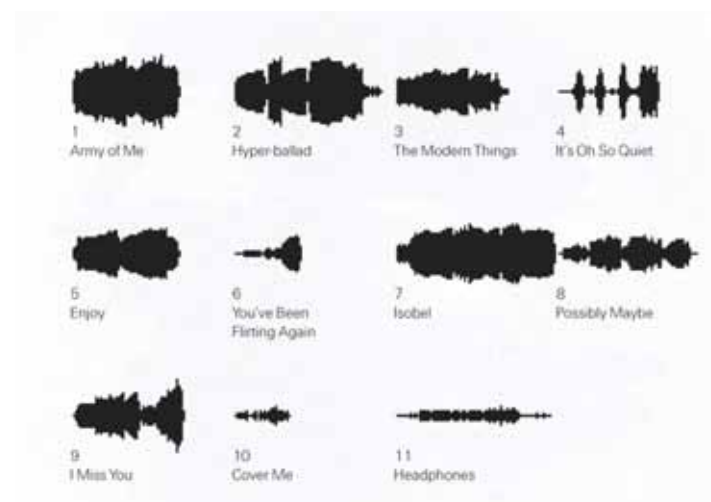 1
Army of Me
2
Hyper-ballad
3
The Modern Things
4
It's Oh So Quiet
5
Enjoy
6
You've Been
Flirting Again
7
Isobel
8
Possibly Maybe
9
I Miss You
10
Cover Me
11
Headphones